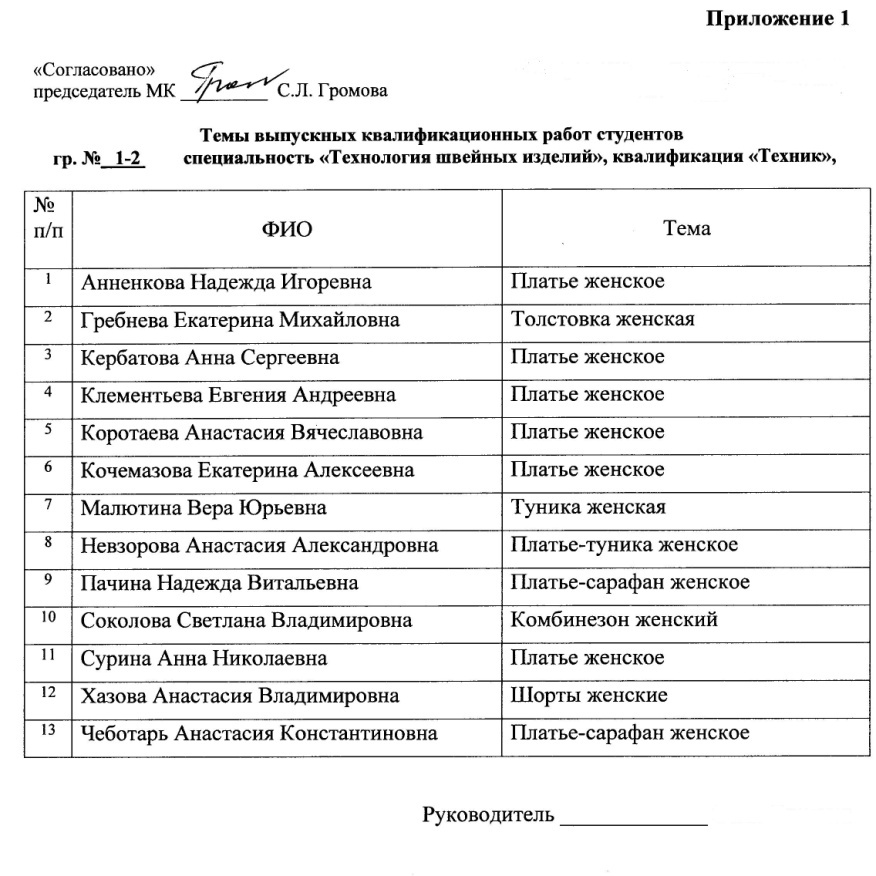 Приложение 1
«Согласовано»
председатель МК __________ С.Л. Громова
Темы выпускных квалификационных работ студентов
гр. №_1-2_ специальность «Технология швейных изделий», квалификация «Техник»,
№ п/п ФИО Тема
1 Анненкова Надежда Игоревна Платье женское
2 Гребнева Екатерина Михайловна Толстовка женская
3 Кербатова Анна Сергеевна Платье женское
4 Клементьева Евгения Андреевна Платье женское
5 Коротаева Анастасия Вячеславовна Платье женское
6 Кочемазова Екатерина Алексеевна Платье женское
7 Малютина Вера Юрьевна Туника женская
8 Невзорова Анастасия Александровна Платье-туника женское
9 Пачина Надежда Витальевна Платье-сарафан женское
10 Соколова Светлана Владимировна Комбинезон женский
11 Сурина Анна Николаевна Платье женское
12 Хазова Анастасия Владимировна Шорты женские
13 Чеботарь Анастасия Константиновна Платье-сарафан женское
Руководитель ______________